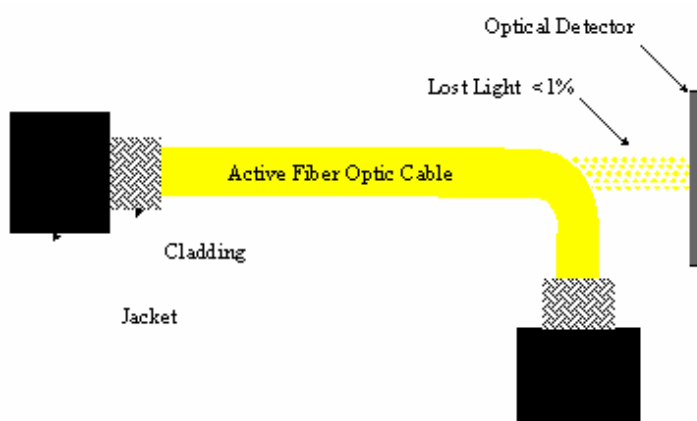 Optical Detector
Lost Light <1%
Active Fiber Optic Cable
Cladding
Jacket